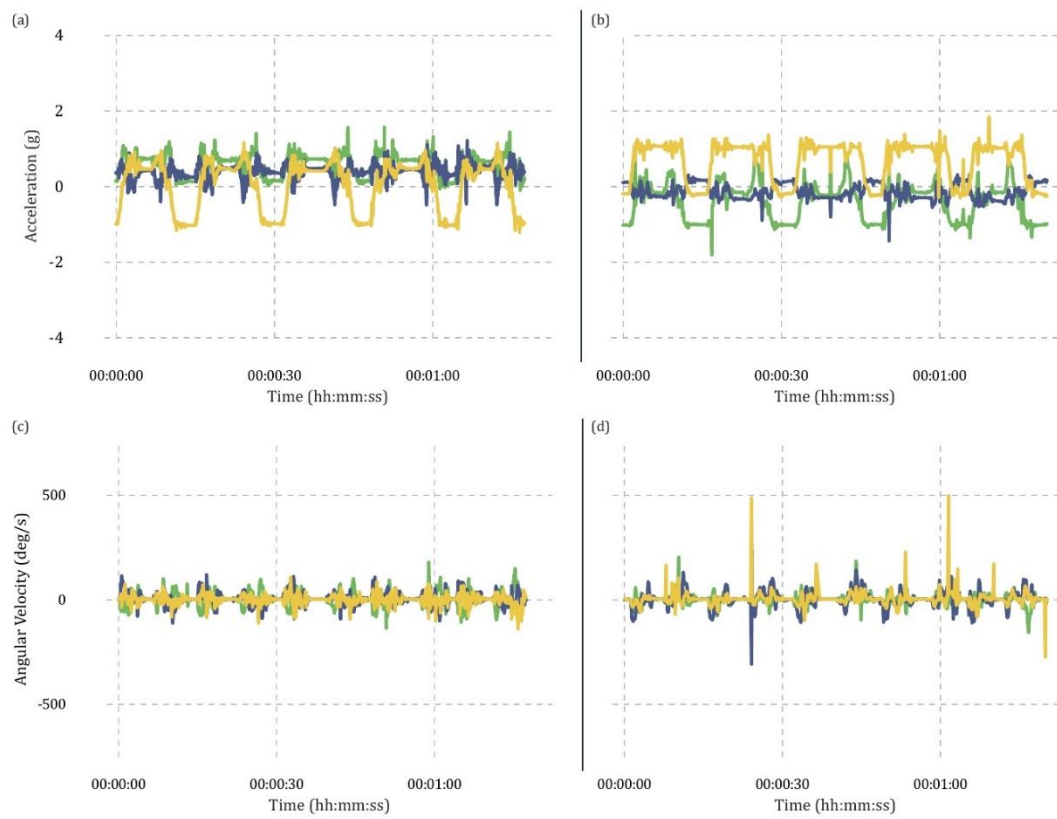 (a)
(b)
4
2
0
-2
-4
Acceleration (g)
00:00:00
00:00:30
00:01:00
Time (hh:mm:ss)
00:00:00
00:00:30
00:01:00
Time (hh:mm:ss)
(c)
(d)
500
0
-500
Angular Velocity (deg/s)
00:00:00
00:00:30
00:01:00
Time (hh:mm:ss)
00:00:00
00:00:30
00:01:00
Time (hh:mm:ss)